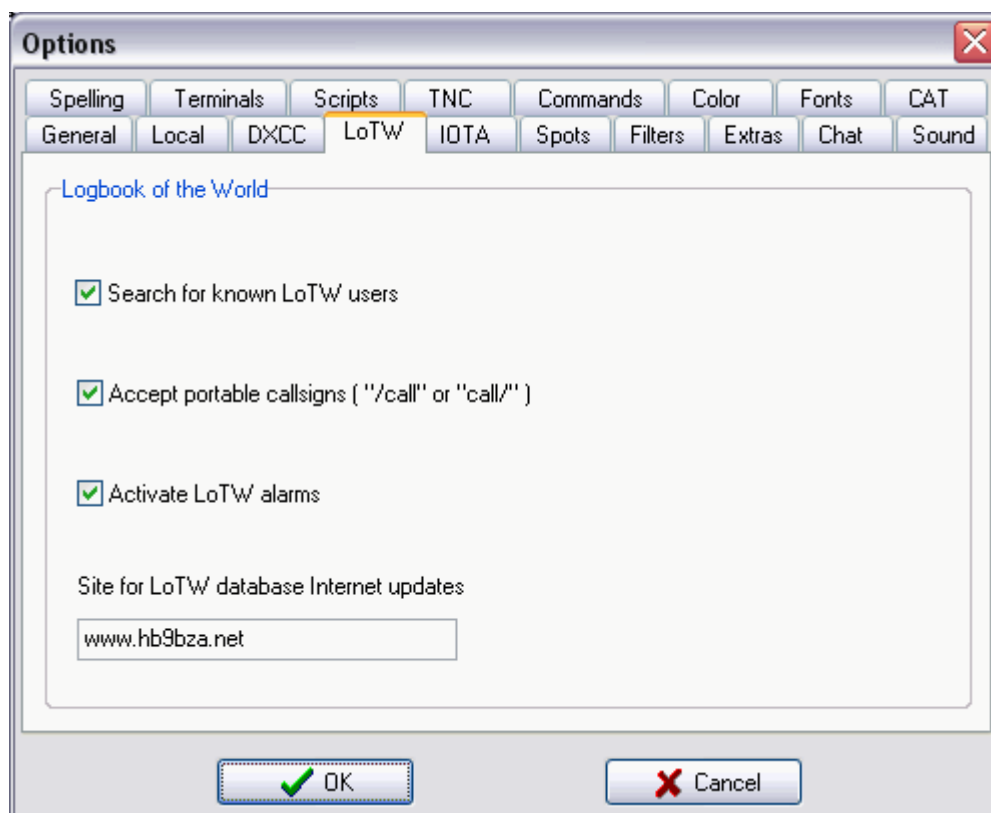 Options
Spelling Terminals Scripts TNC Commands Color Fonts CAT
General Local DXCC LoTW IOTA Spots Filters Extras Chat Sound
Logbook of the World
Search for known LoTW users
Accept portable callsigns ( "/call" or "call/" )
Activate LoTW alarms
Site for LoTW database Internet updates
www.hb9bza.net
OK Cancel